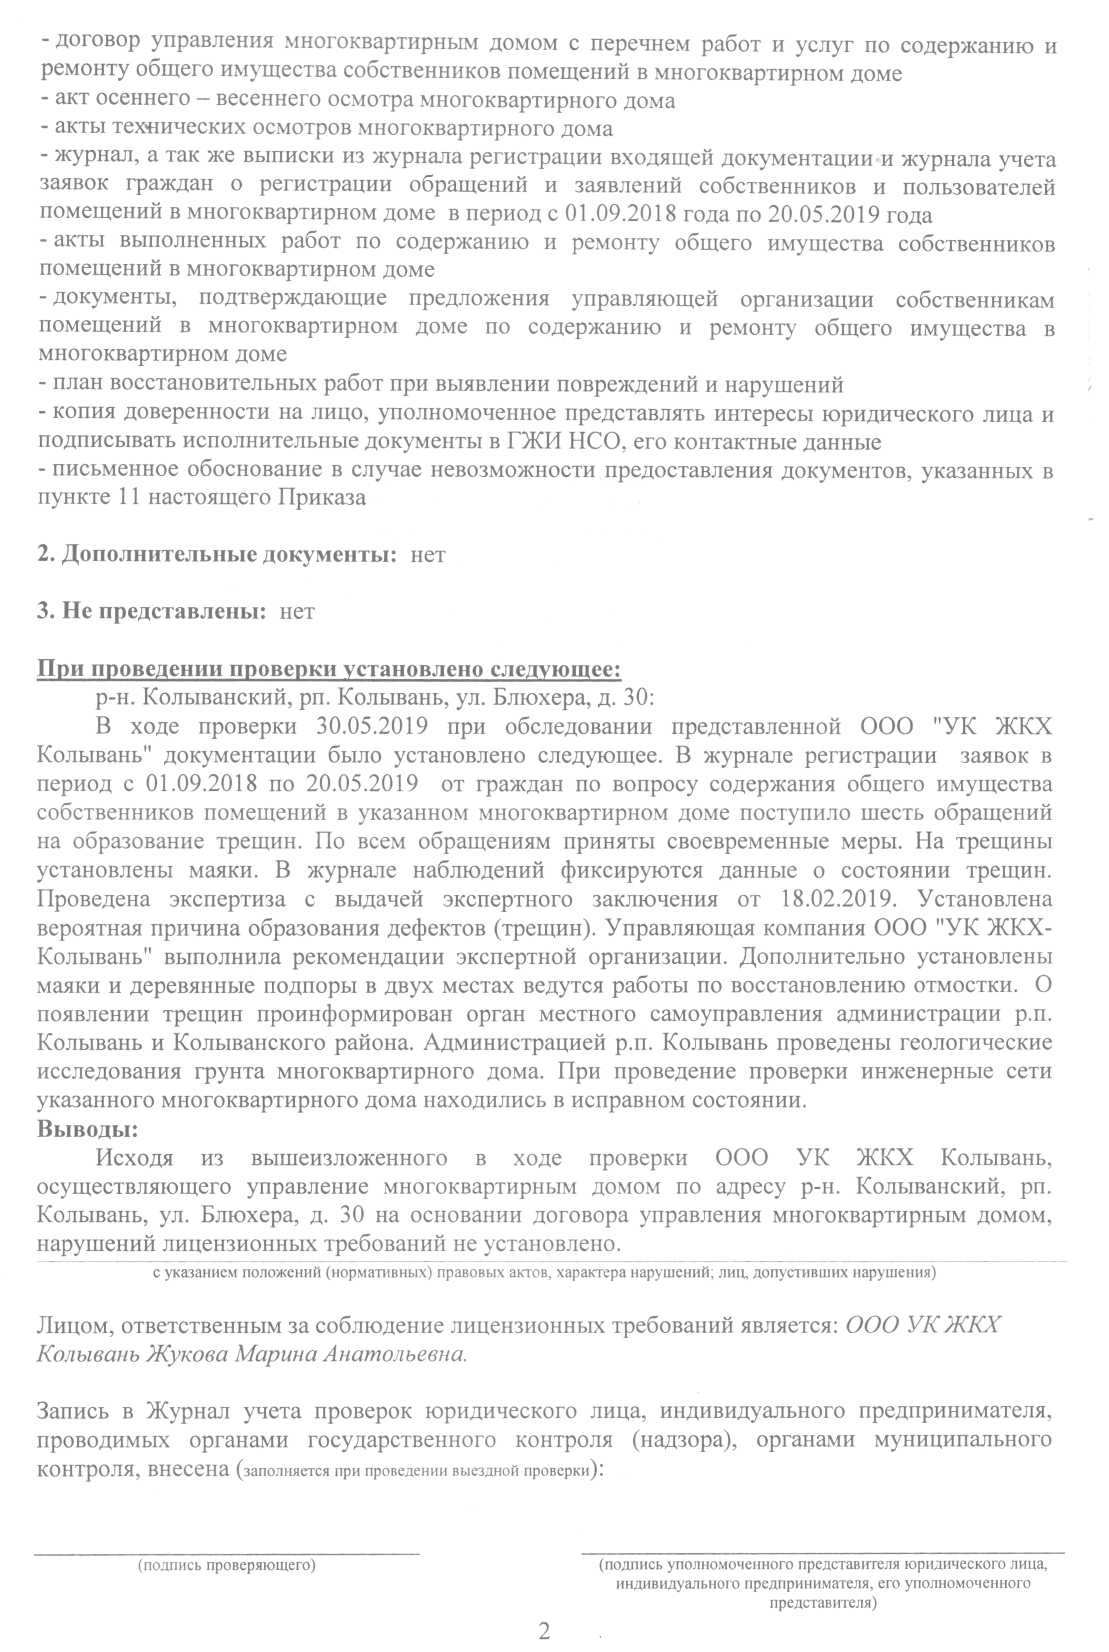 - договор управления многоквартирным домом с перечнем работ и услуг по содержанию и
ремонту общего имущества собственников помещений в многоквартирном доме
- акт осеннего – весеннего осмотра многоквартирного дома
- акты технических осмотров многоквартирного дома
- журнал, а так же выписки из журнала регистрации входящей документации и журнала учета
заявок граждан о регистрации обращений и заявлений собственников и пользователей
помещений в многоквартирном доме в период с 01.09.2018 года по 20.05.2019 года
- акты выполненных работ по содержанию и ремонту общего имущества собственников
помещений в многоквартирном доме
- документы, подтверждающие предложения управляющей организации собственникам
помещений в многоквартирном доме по содержанию и ремонту общего имущества в
многоквартирном доме
- план восстановительных работ при выявлении повреждений и нарушений
- копия доверенности на лицо, уполномоченное представлять интересы юридического лица и
подписывать исполнительные документы в ГЖИ НСО, его контактные данные
- письменное обоснование в случае невозможности предоставления документов, указанных в
пункте 11 настоящего Приказа
2. Дополнительные документы: нет
3. Не представлены: нет
При проведении проверки установлено следующее:
р-н. Колыванский, рп. Колывань, ул. Блюхера, д. 30:
В ходе проверки 30.05.2019 при обследовании представленной ООО "УК ЖКХ
Колывань" документации было установлено следующее. В журнале регистрации заявок в
период с 01.09.2018 по 20.05.2019 от граждан по вопросу содержания общего имущества
собственников помещений в указанном многоквартирном доме поступило шесть обращений
на образование трещин. По всем обращениям приняты своевременные меры. На трещины
установлены маяки. В журнале наблюдений фиксируются данные о состоянии трещин.
Проведена экспертиза с выдачей экспертного заключения от 18.02.2019. Установлена
вероятная причина образования дефектов (трещин). Управляющая компания ООО "УК ЖКХ-
Колывань" выполнила рекомендации экспертной организации. Дополнительно установлены
маяки и деревянные подпоры в двух местах ведутся работы по восстановлению отмостки. О
появлении трещин проинформирован орган местного самоуправления администрации р.п.
Колывань и Колыванского района. Администрацией р.п. Колывань проведены геологические
исследования грунта многоквартирного дома. При проведение проверки инженерные сети
указанного многоквартирного дома находились в исправном состоянии.
Выводы:
Исходя из вышеизложенного в ходе проверки ООО УК ЖКХ Колывань,
осуществляющего управление многоквартирным домом по адресу р-н. Колыванский, рп.
Колывань, ул. Блюхера, д. 30 на основании договора управления многоквартирным домом,
нарушений лицензионных требований не установлено.
с указанием положений (нормативных) правовых актов, характера нарушений; лиц, допустивших нарушения)
Лицом, ответственным за соблюдение лицензионных требований является: ООО УК ЖКХ
Колывань Жукова Марина Анатольевна.
Запись в Журнал учета проверок юридического лица, индивидуального предпринимателя,
проводимых органами государственного контроля (надзора), органами муниципального
контроля, внесена (заполняется при проведении выездной проверки):
(подпись проверяющего)
(подпись уполномоченного представителя юридического лица,
индивидуального предпринимателя, его уполномоченного
представителя)
2